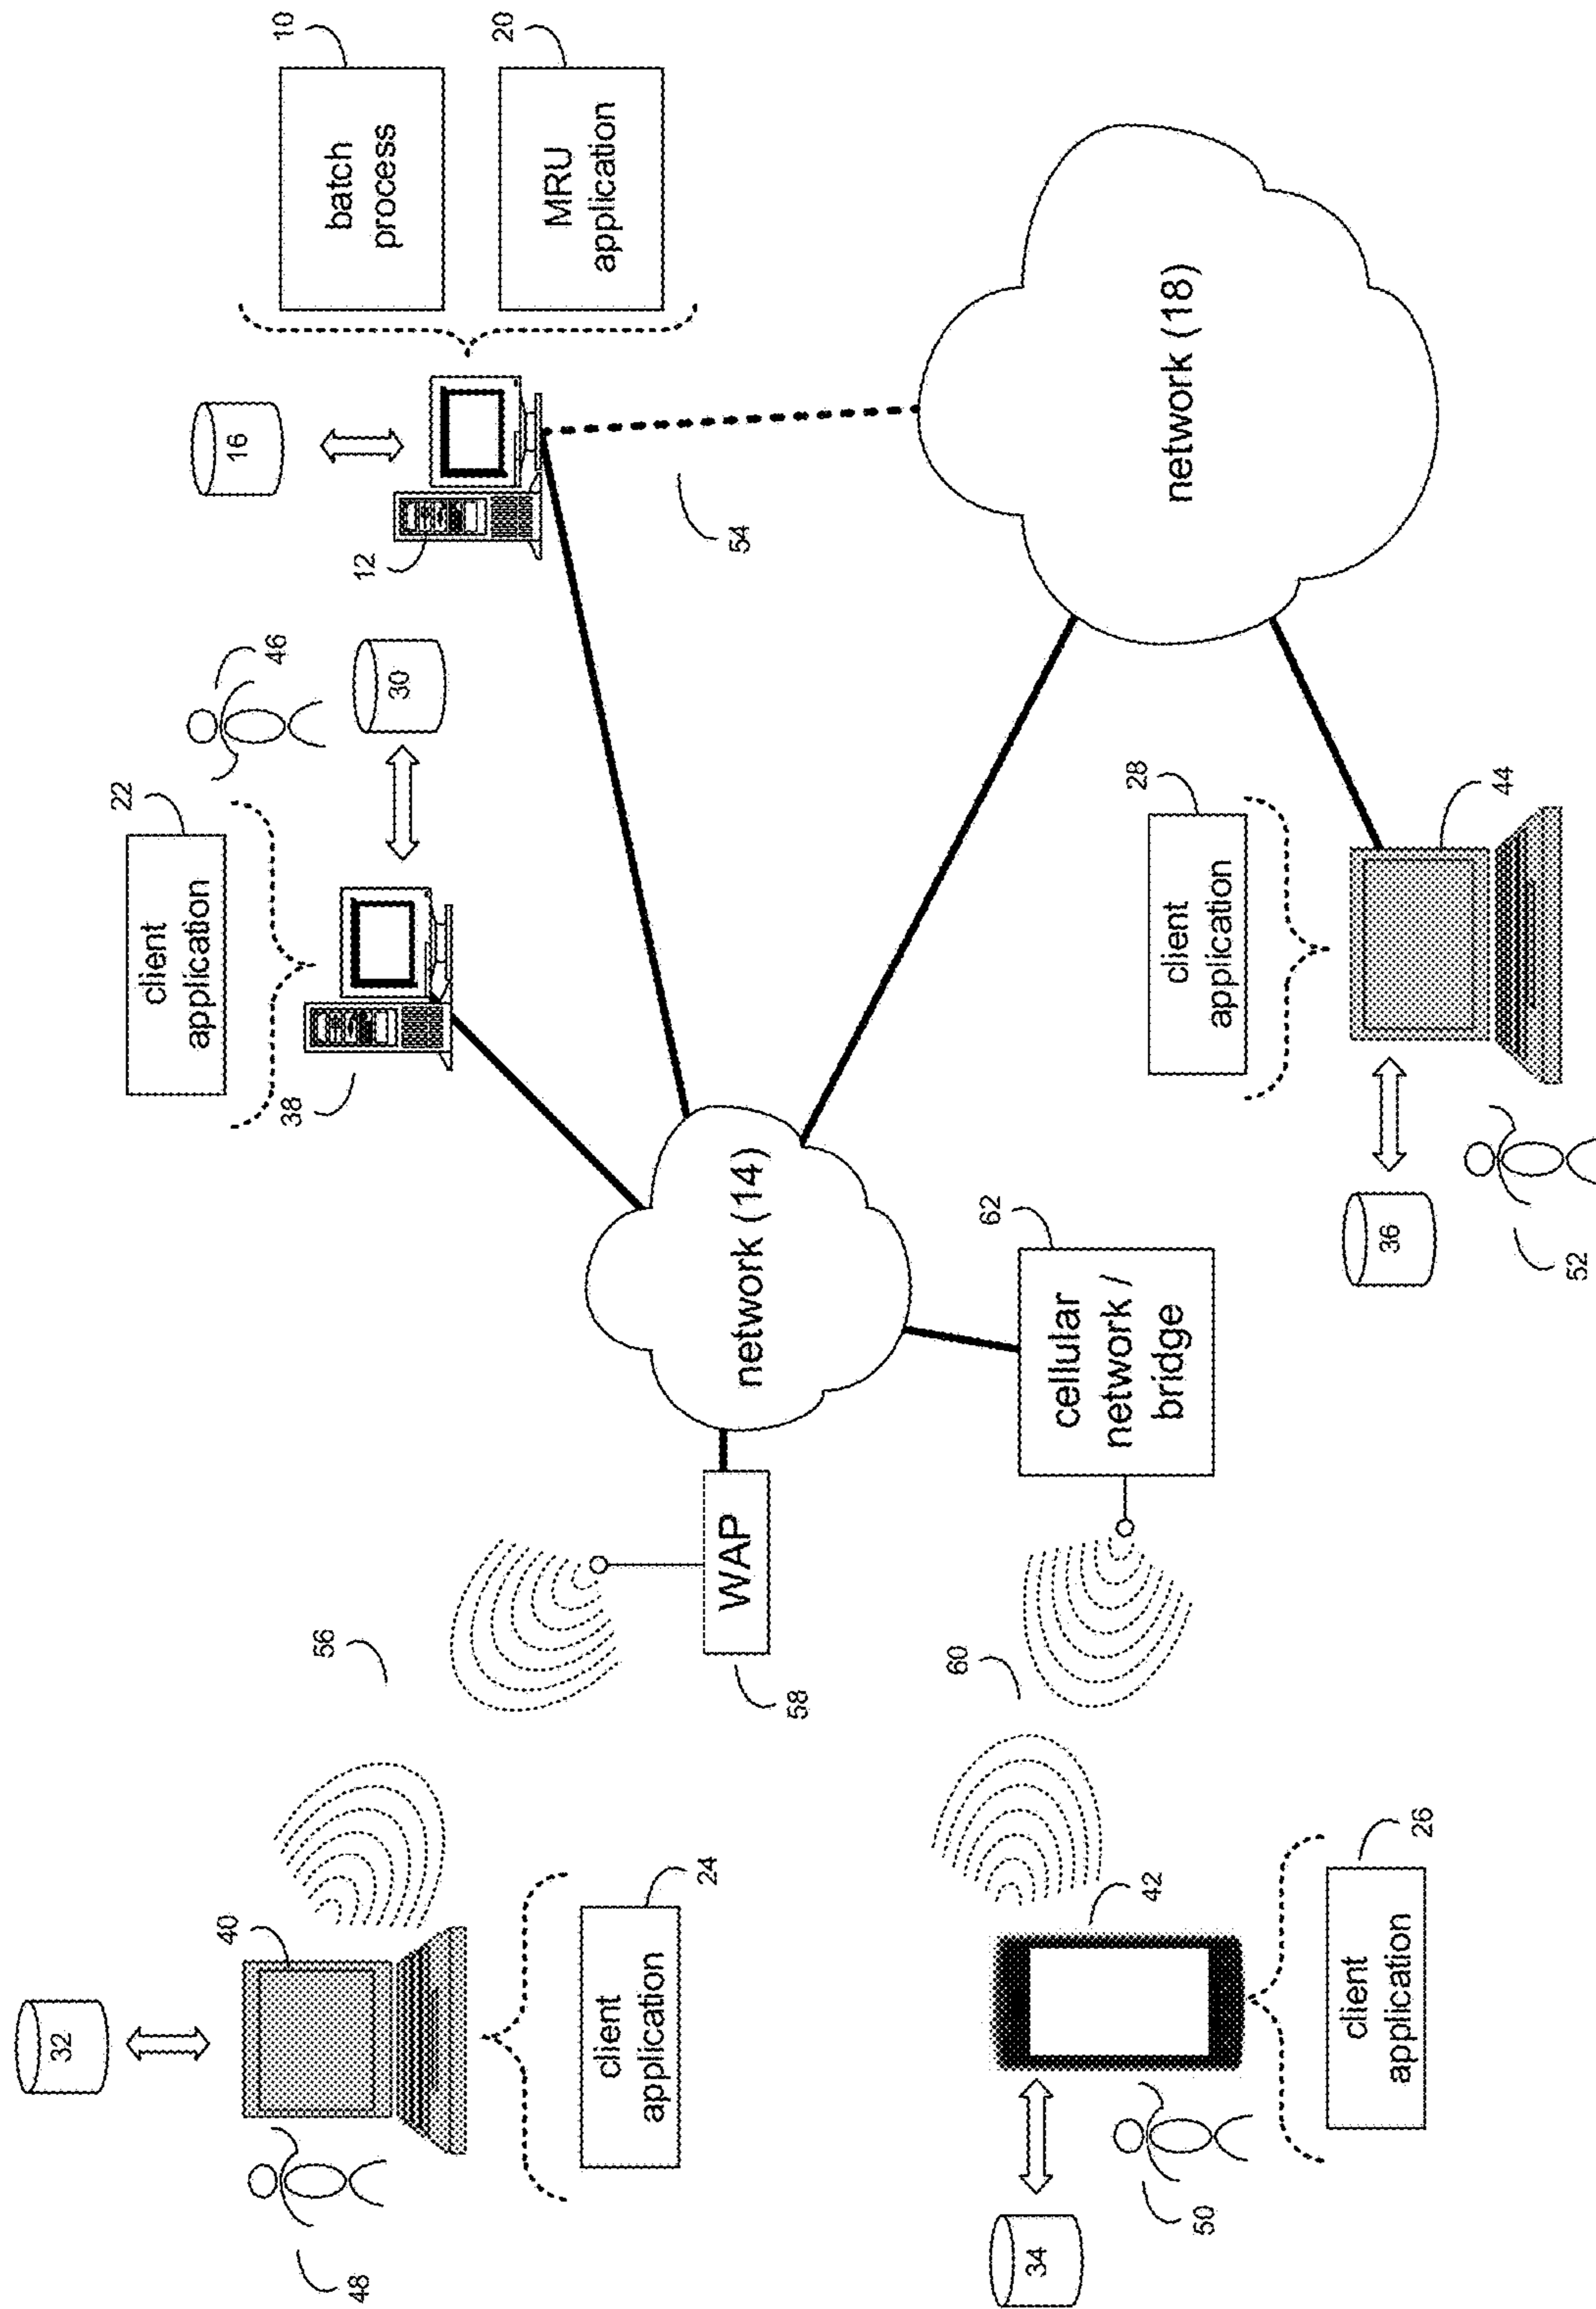 32
40
48
client
application
24
56
WAP
58
34
50
42
client
application
26
60
cellular
network /
bridge
62
network (14)
client
application
22
38
46
30
16
12
batch
process
10
MRU
application
20
54
network (18)
client
application
28
44
36
52